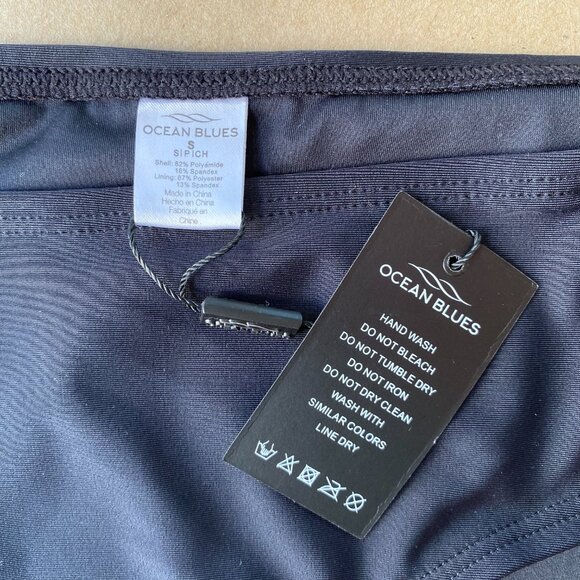 OCEAN BLUES
S
S|P|CH
Shell: 82% Polyamide
18% Spandex
Lining: 87% Polyester
13% Spandex
Made in China
Hecho en China
Fabriqué en
Chine
OCEAN BLUES
HAND WASH
DO NOT BLEACH
DO NOT TUMBLE DRY
DO NOT IRON
DO NOT DRY CLEAN
WASH WITH
SIMILAR COLORS
LINE DRY